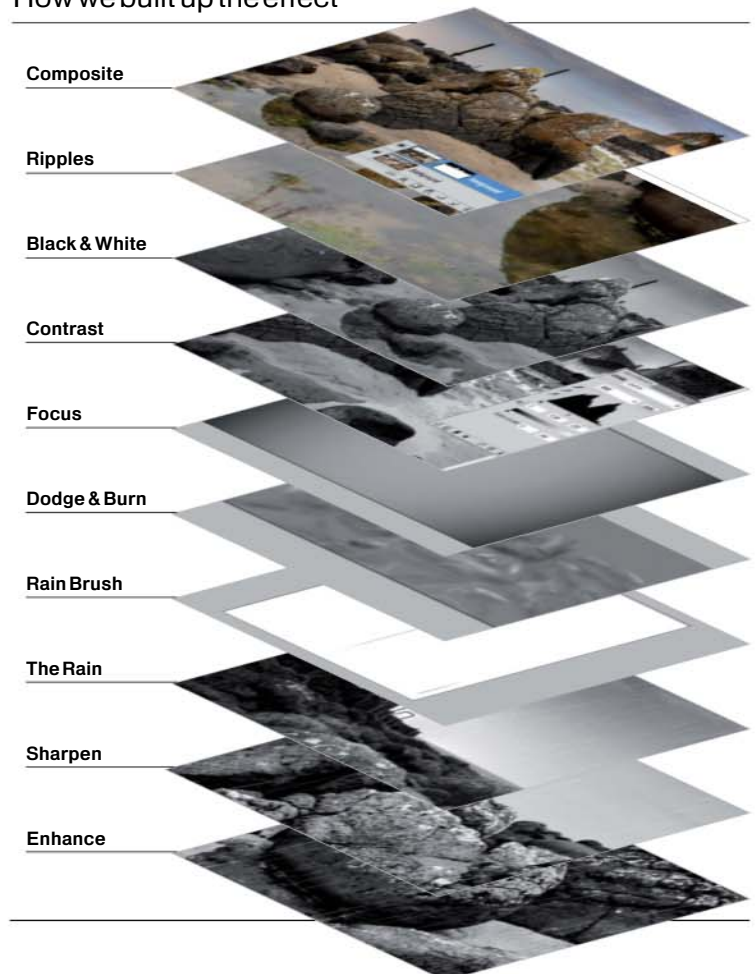 How we built up the effect
Composite
Ripples
Black & White
Contrast
Focus
Dodge & Burn
Rain Brush
The Rain
Sharpen
Enhance